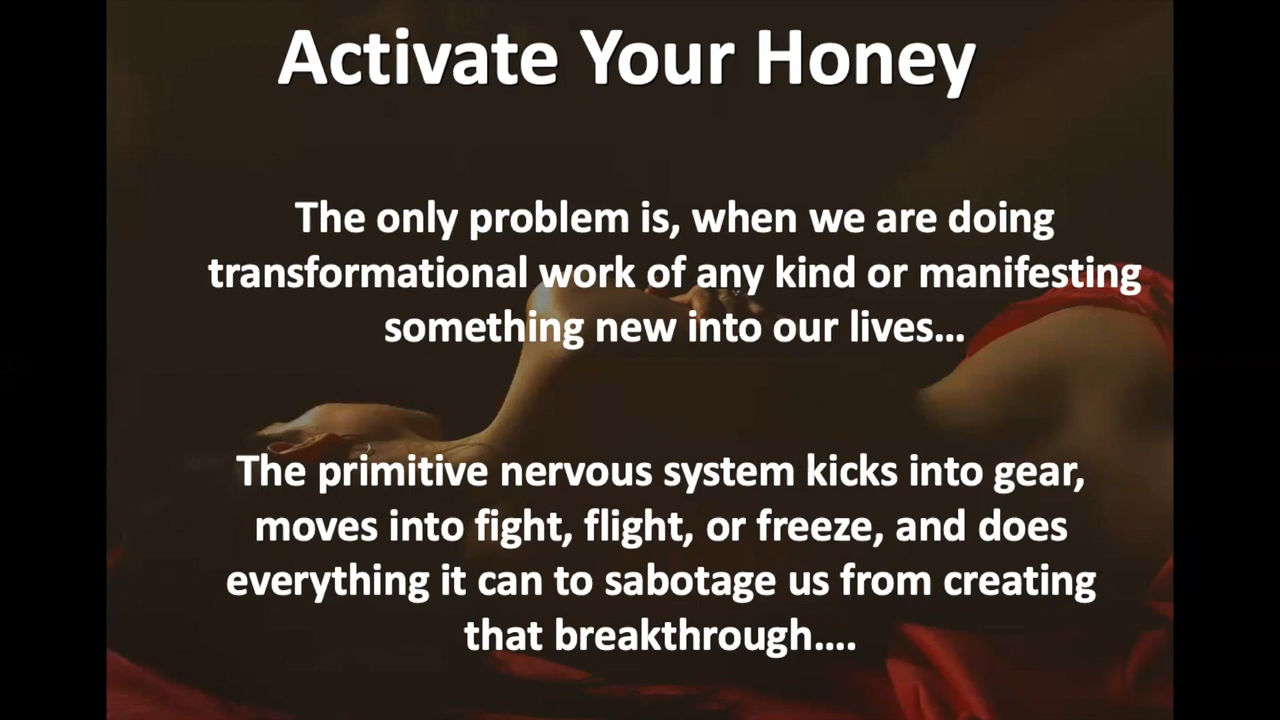 Activate Your Honey
The only problem is, when we are doing
transformational work of any kind or manifesting
something new into our lives...
The primitive nervous system kicks into gear,
moves into fight, flight, or freeze, and does
everything it can to sabotage us from creating
that breakthrough....